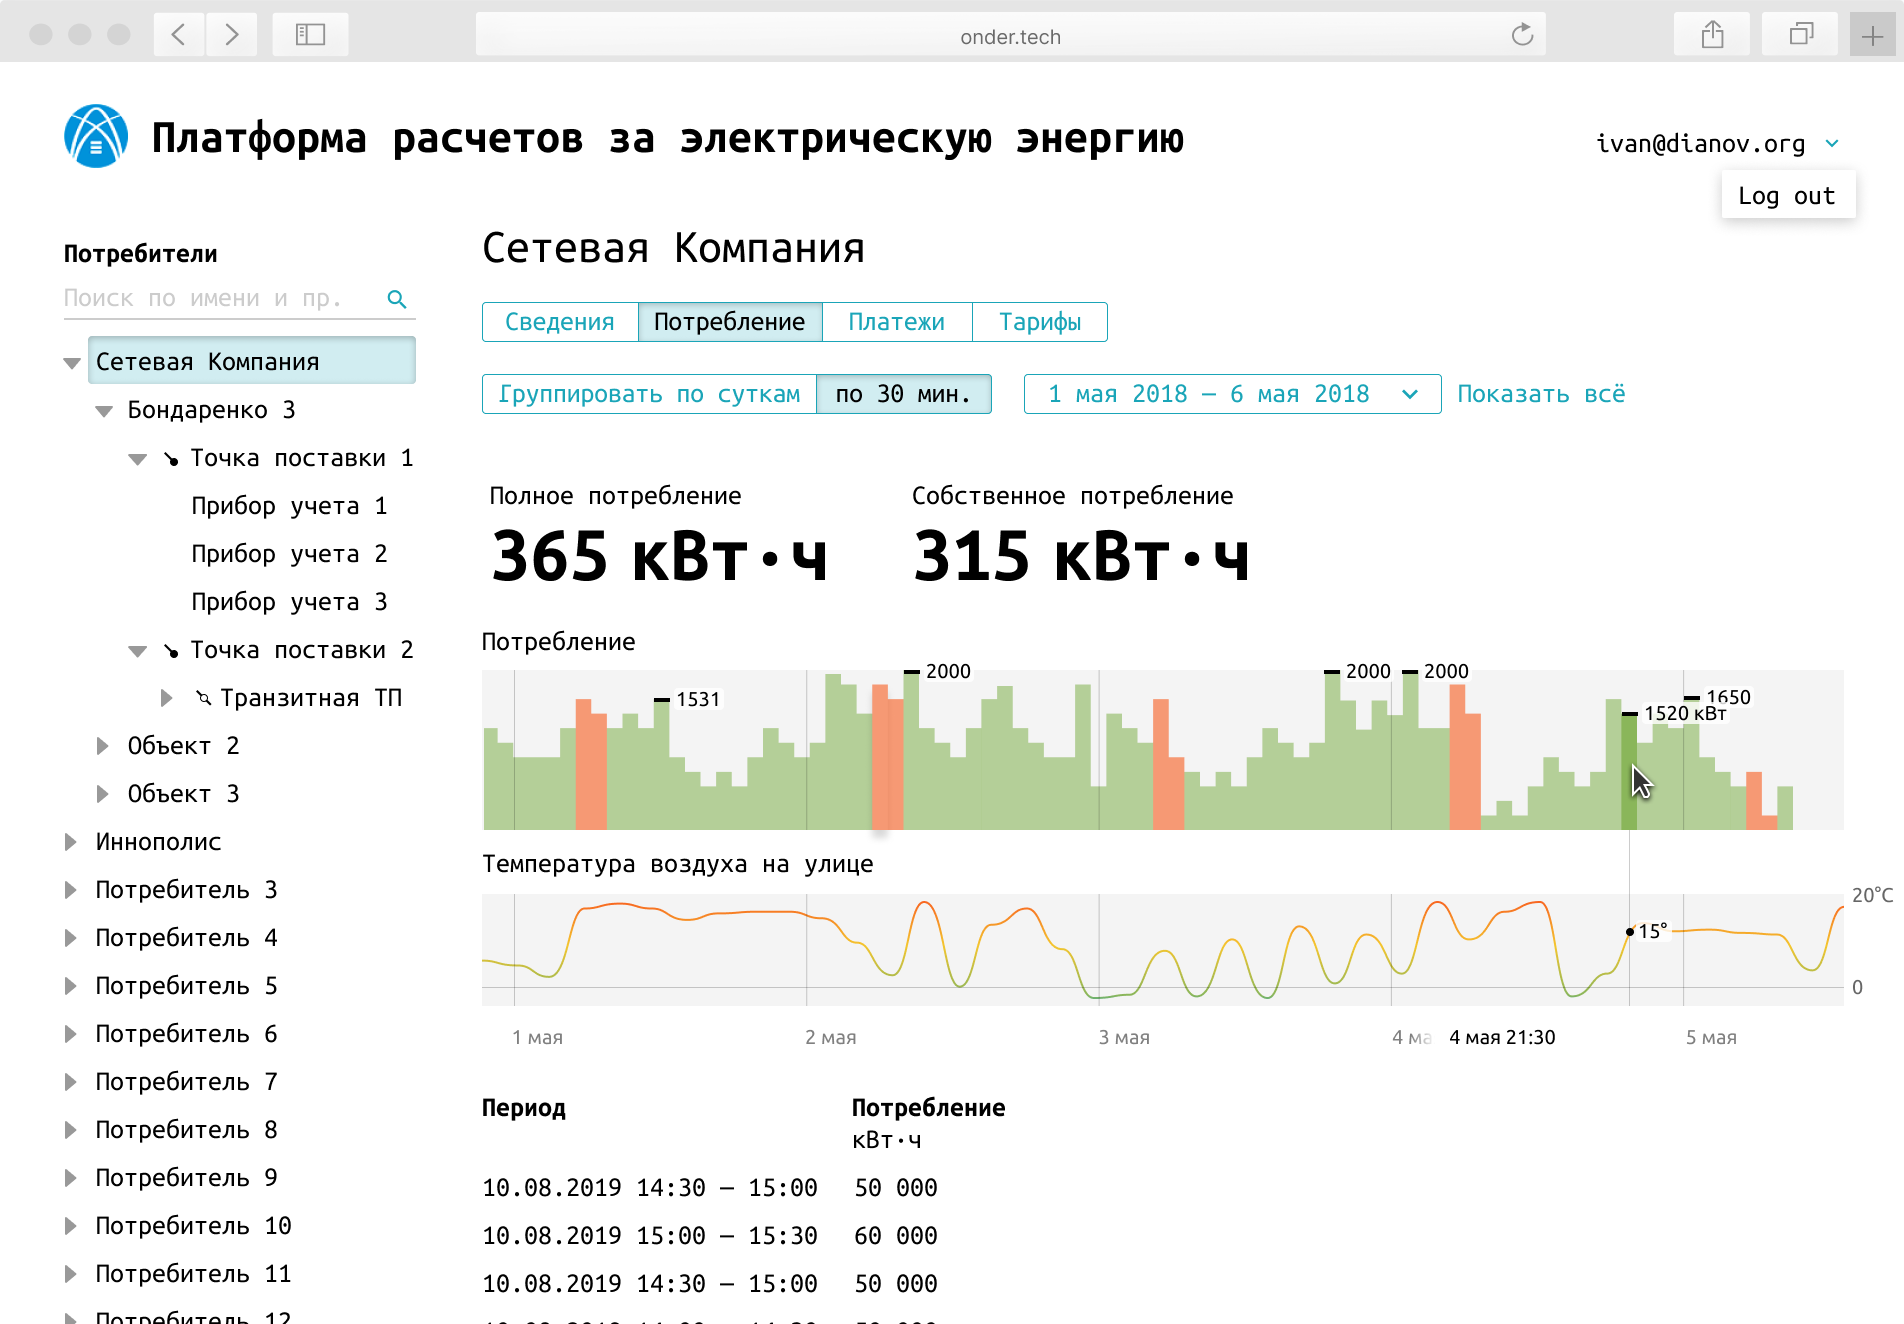 onder.tech
Платформа расчетов за электрическую энергию
ivan@dianov.org
Log out
Потребители
Поиск по имени и пр.
Сетевая Компания
Бондаренко 3
Точка поставки 1
Прибор учета 1
Прибор учета 2
Прибор учета 3
Точка поставки 2
Транзитная ТП
Объект 2
Объект 3
Иннополис
Потребитель 3
Потребитель 4
Потребитель 5
Потребитель 6
Потребитель 7
Потребитель 8
Потребитель 9
Потребитель 10
Потребитель 11
Потребитель 12
Сетевая Компания
Сведения Потребление Платежи Тарифы
Группировать по суткам по 30 мин. 1 мая 2018 – 6 мая 2018 Показать всё
Полное потребление Собственное потребление
365 кВт·ч 315 кВт·ч
Потребление
1531 2000 2000 2000 1650
1520 кВт
Температура воздуха на улице
20°C
15°
0
1 мая 2 мая 3 мая 4 ма 4 мая 21:30 5 мая
Период Потребление
кВт·ч
10.08.2019 14:30 – 15:00 50 000
10.08.2019 15:00 – 15:30 60 000
10.08.2019 14:30 – 15:00 50 000